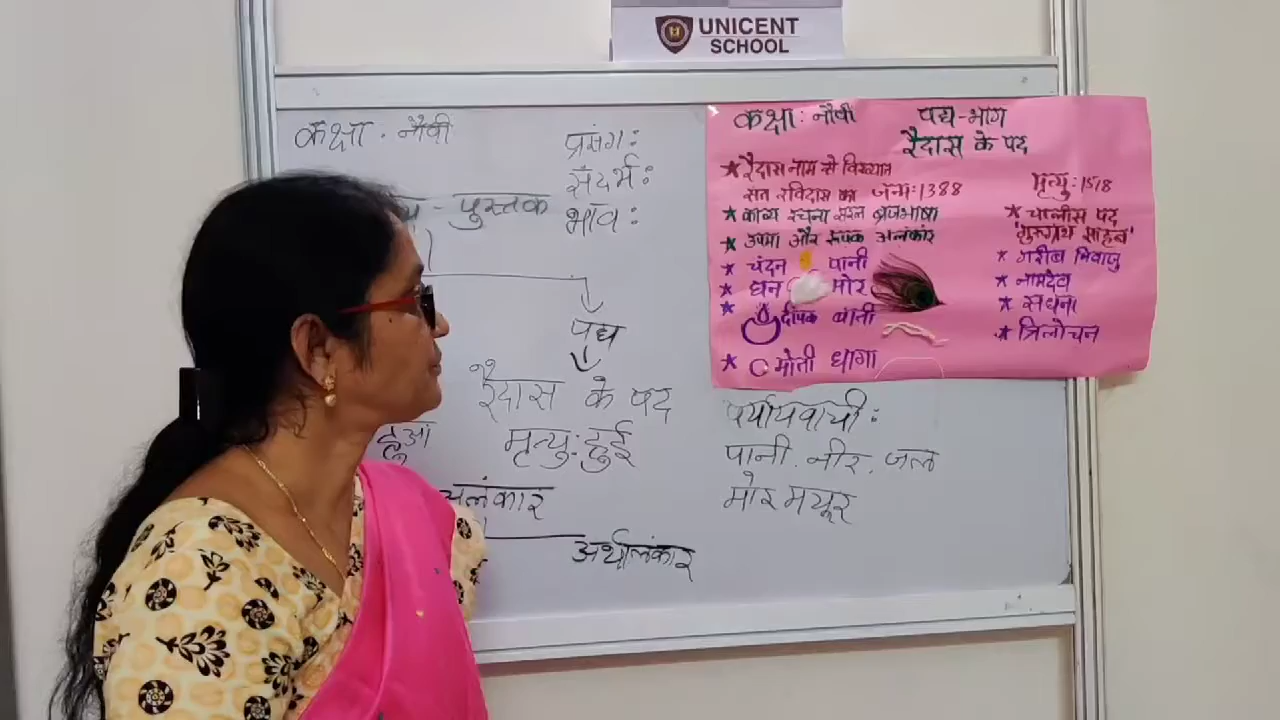 UNICENT
SCHOOL
कक्षा . नौवी
- पुस्तक
प्रसंग:
संदर्भ:
भाव:
पद्य
रैदास के पद
हुआ मृत्यु: हुई
अलंकार
अर्थालंकार
कक्षा: नौवी पद्य-भाग
रैदास के पद
★ रैदास नाम से विख्यात
संत रविदास का जन्म: 1388
मृत्यु: 1518
★ काव्य रचना सरल ब्रजभाषा
★ उपमा और रूपक अलंकार
★ चंदन पानी
★ घन मोर
★ दीपक बाती
★ मोती धागा
★ चालीस पद
"गुरुग्रंथ साहब"
★ गरीब निवाजु
★ नामदेव
★ सधना
★ त्रिलोचन
पर्यायवाची:
पानी . नीर . जल
मोर मयूर